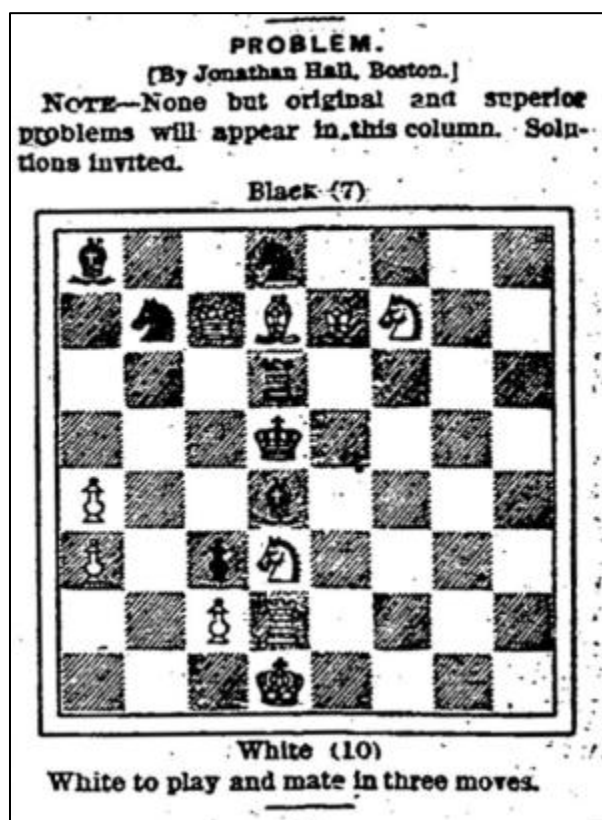 PROBLEM.
[By Jonathan Hall, Boston.]
NOTE—None but original and superior
problems will appear in this column. Solu-
tions invited.
Black (7)
White (10)
White to play and mate in three moves.